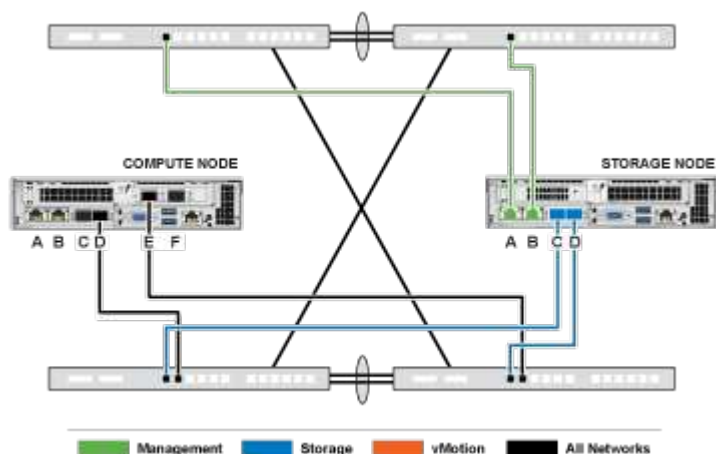 COMPUTE NODE
STORAGE NODE
A B C D E F
A B C D
Management Storage vMotion All Networks